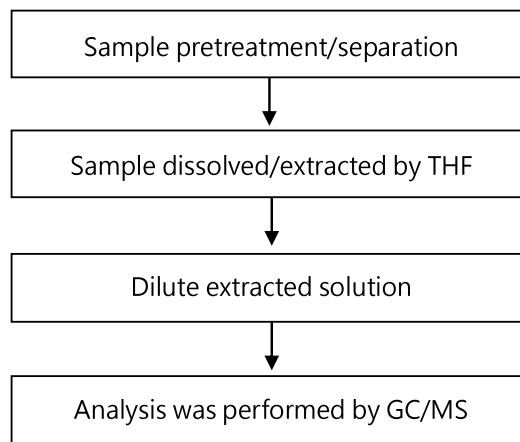 Sample pretreatment/separation
Sample dissolved/extracted by THF
Dilute extracted solution
Analysis was performed by GC/MS